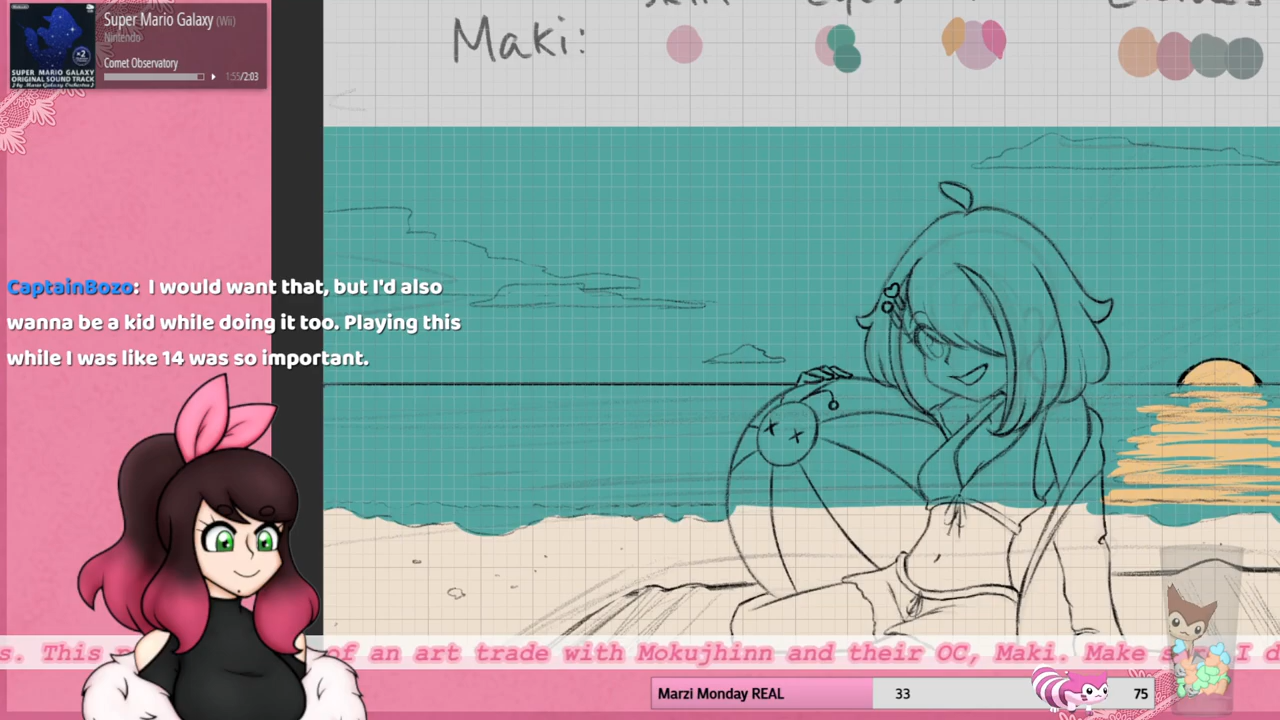 Super Mario Galaxy (Wii)
Nintendo
Comet Observatory
1:55/2:03
SUPER MARIO GALAXY
ORIGINAL SOUND TRACK
Maki:
CaptainBozo: I would want that, but I'd also
wanna be a kid while doing it too. Playing this
while I was like 14 was so important.
s. This of an art trade with Mokujhinn and their OC, Maki. Make I d
Marzi Monday REAL 33 75